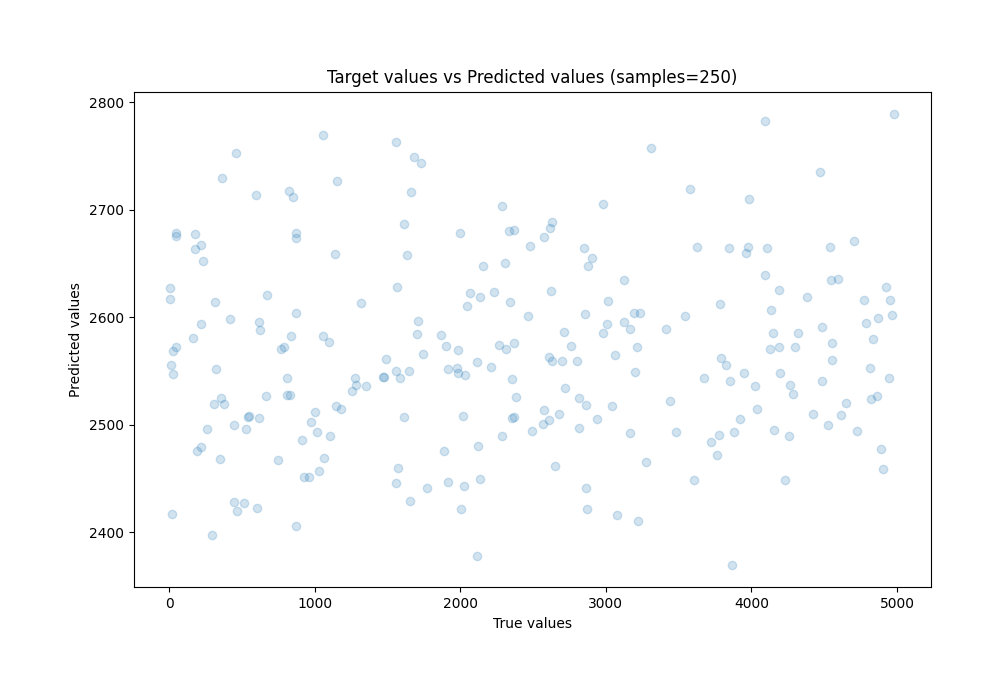 Target values vs Predicted values (samples=250)
2800
2700
2600
2500
2400
Predicted values
0 1000 2000 3000 4000 5000
True values